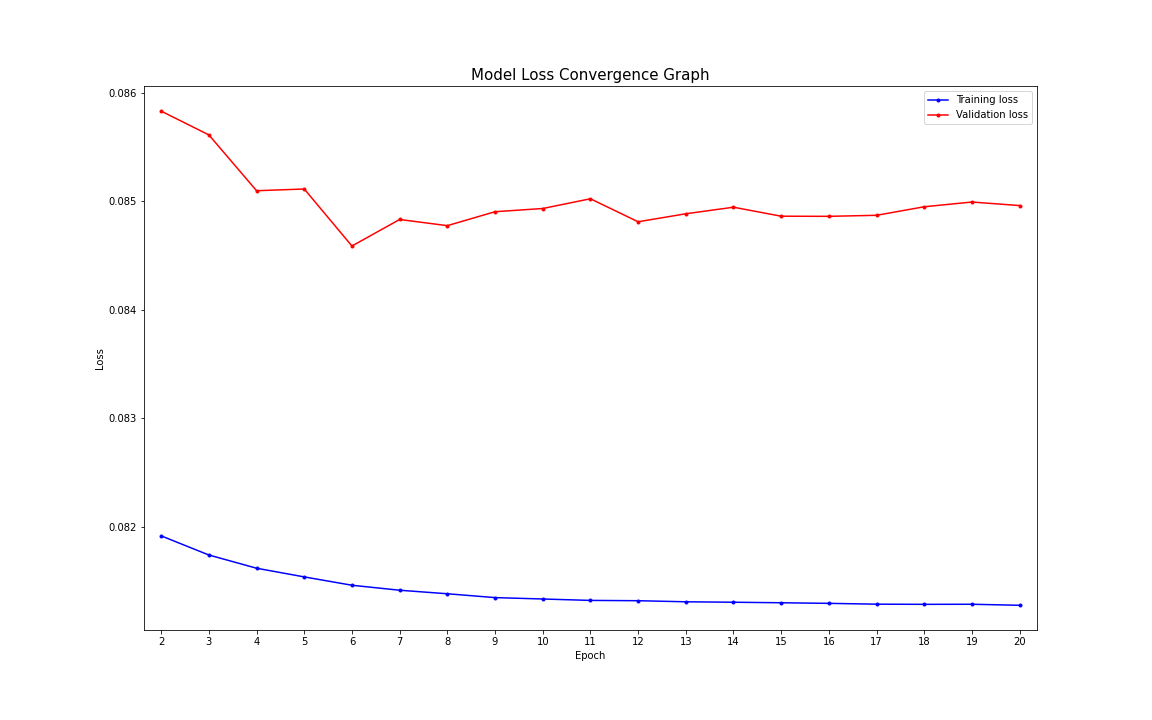 Model Loss Convergence Graph
Training loss
Validation loss
0.086
0.085
0.084
0.083
0.082
Loss
2 3 4 5 6 7 8 9 10 11 12 13 14 15 16 17 18 19 20
Epoch